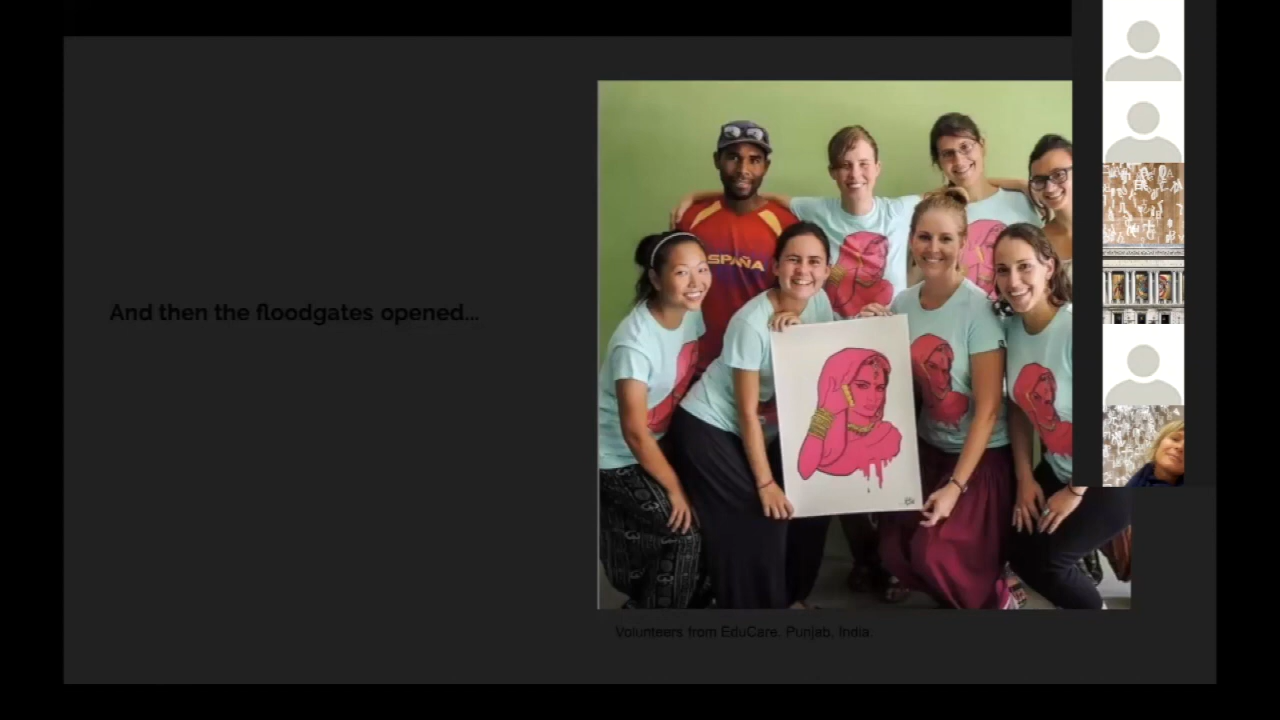 And then the floodgates opened...
ESPAÑA
Volunteers from EduCare, Punjab, India